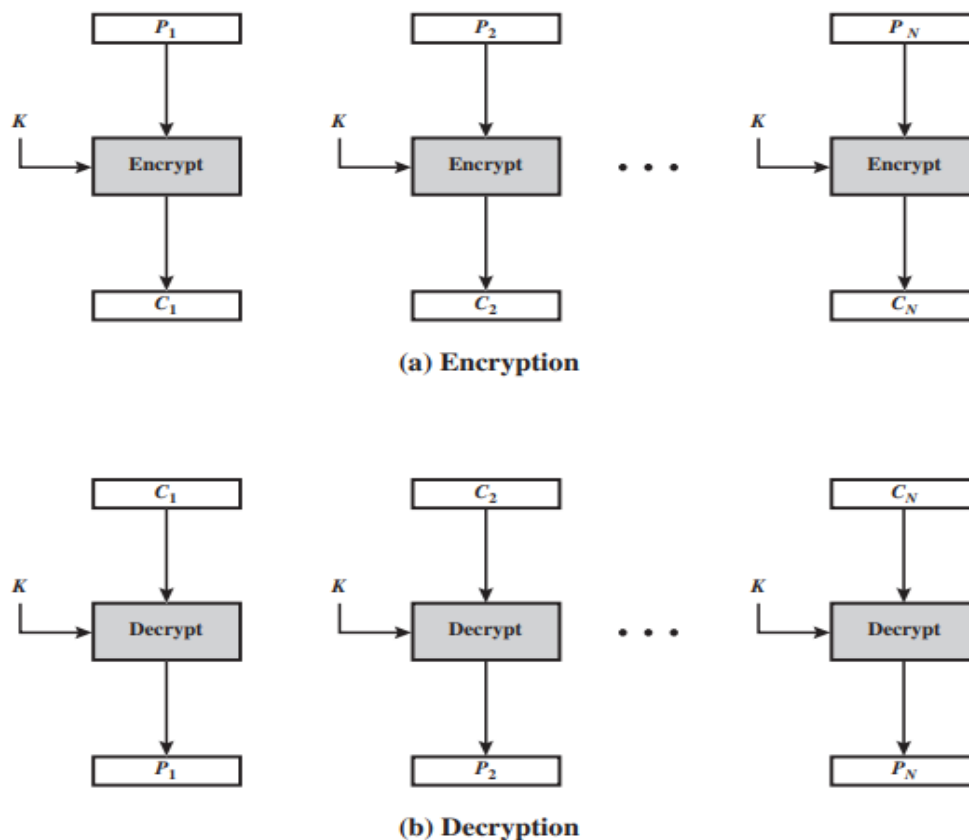 P1 P2 PN
K K K
Encrypt Encrypt • • • Encrypt
C1 C2 CN
(a) Encryption
C1 C2 CN
K K K
Decrypt Decrypt • • • Decrypt
P1 P2 PN
(b) Decryption